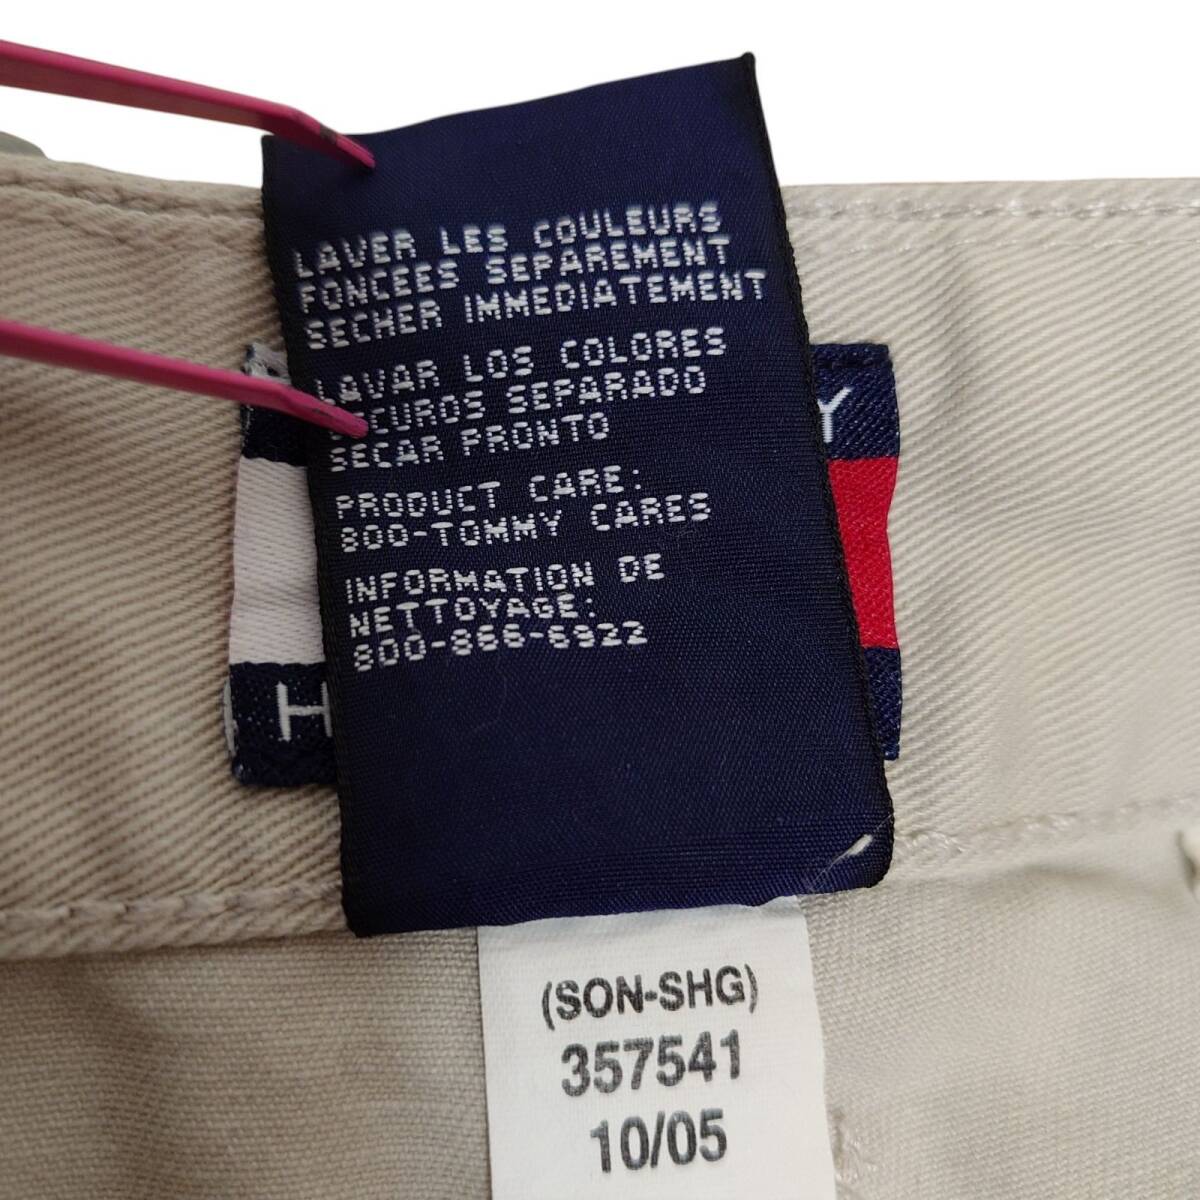 LAVER LES COULEURS
FONCEES SEPAREMENT
SECHER IMMEDIATEMENT
LAVAR LOS COLORES
SEPARADO
SECAR PRONTO
PRODUCT CARE:
800-TOMMY CARES
INFORMATION DE
NETTOYAGE:
800-866-6922
Y
H
(SON-SHG)
357541
10/05